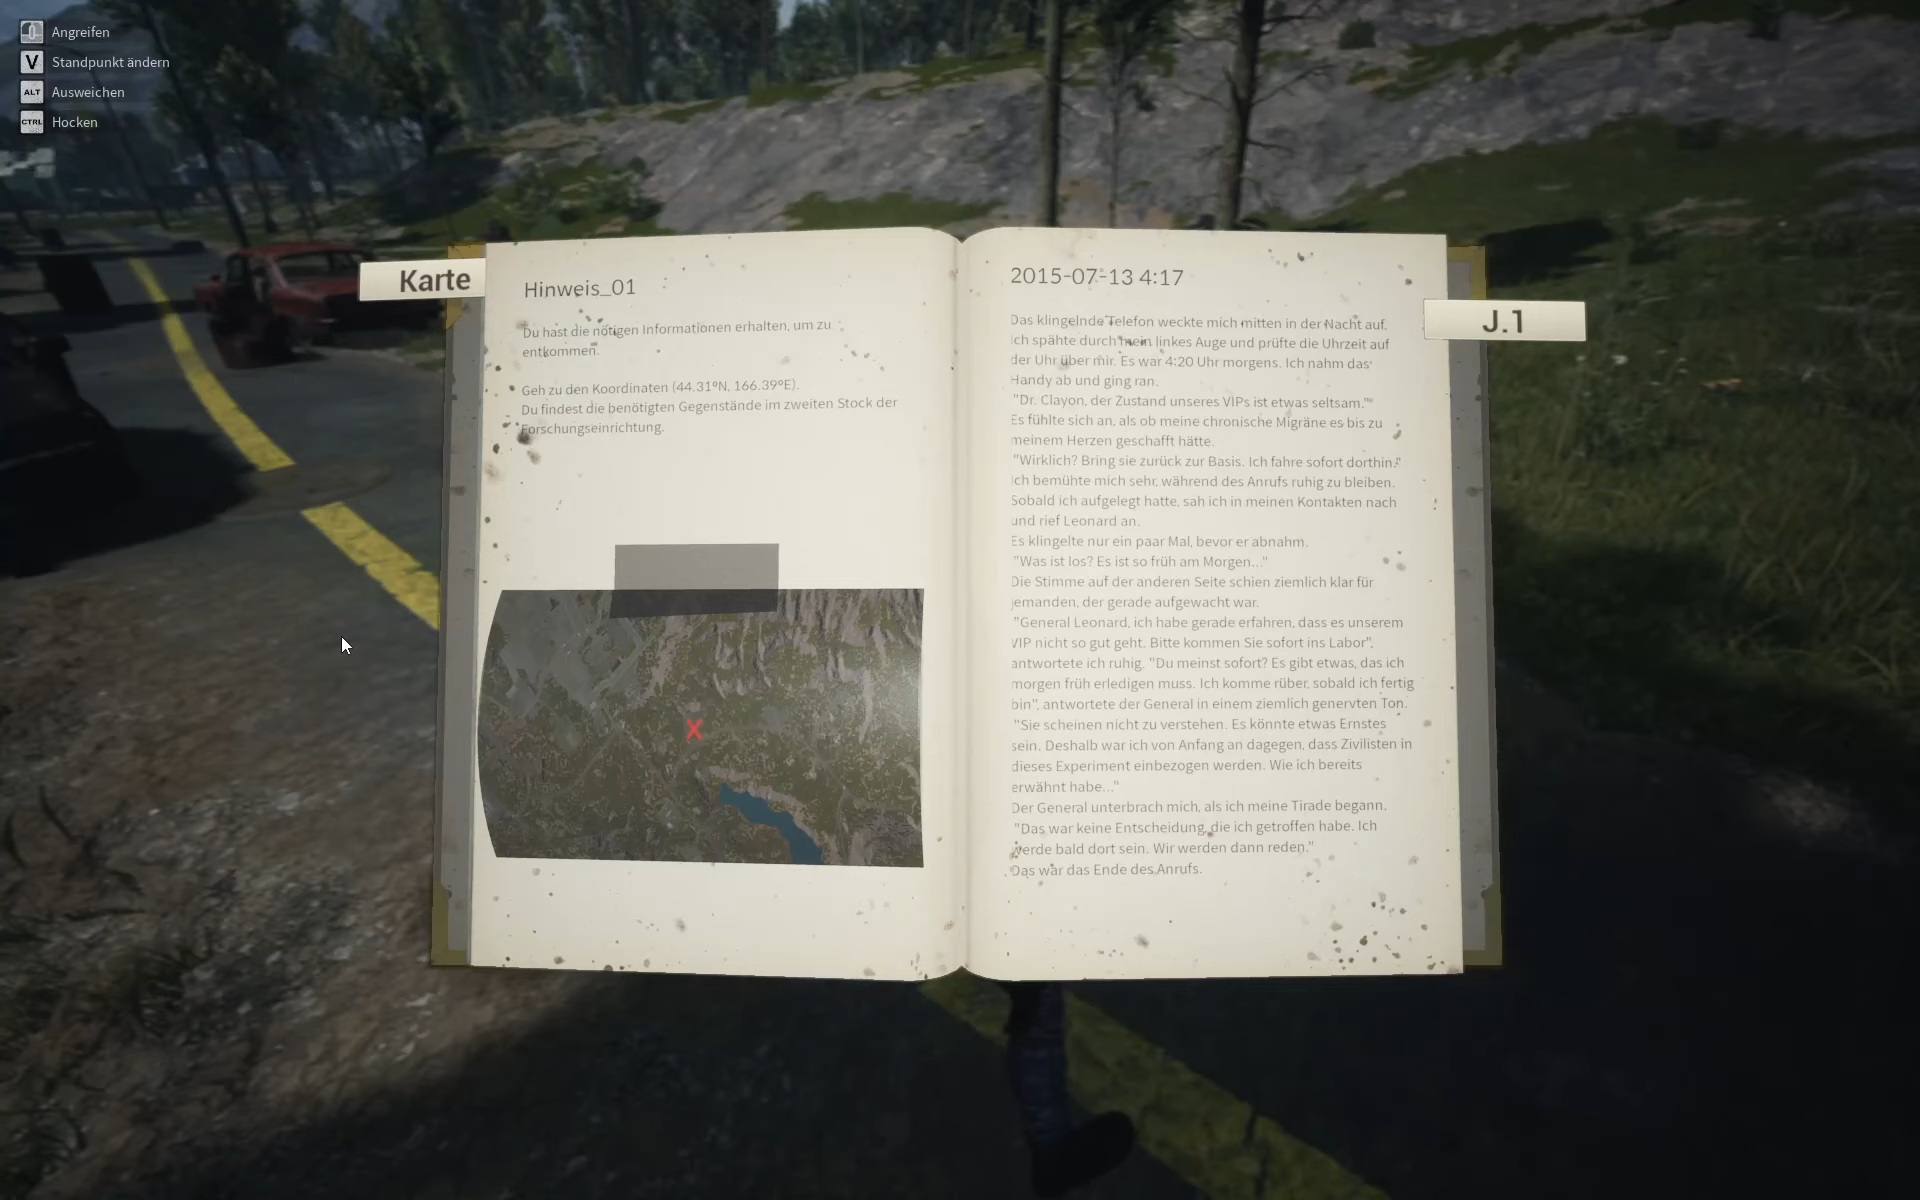 Angreifen
V Standpunkt ändern
ALT Ausweichen
CTRL Hocken
Karte
Hinweis_01
Du hast die nötigen Informationen erhalten, um zu
entkommen.
Geh zu den Koordinaten (44.31ºN, 166.39ºE).
Du findest die benötigten Gegenstände im zweiten Stock der
Forschungseinrichtung.
X
2015-07-13 4:17
J.1
Das klingelnde Telefon weckte mich mitten in der Nacht auf.
Ich spähte durch mein linkes Auge und prüfte die Uhrzeit auf
der Uhr über mir. Es war 4:20 Uhr morgens. Ich nahm das
Handy ab und ging ran.
"Dr. Clayon, der Zustand unseres VIPs ist etwas seltsam."
Es fühlte sich an, als ob meine chronische Migräne es bis zu
meinem Herzen geschafft hätte.
"Wirklich? Bring sie zurück zur Basis. Ich fahre sofort dorthin."
Ich bemühte mich sehr, während des Anrufs ruhig zu bleiben.
Sobald ich aufgelegt hatte, sah ich in meinen Kontakten nach
und rief Leonard an.
Es klingelte nur ein paar Mal, bevor er abnahm.
"Was ist los? Es ist so früh am Morgen..."
Die Stimme auf der anderen Seite schien ziemlich klar für
jemanden, der gerade aufgewacht war.
"General Leonard, ich habe gerade erfahren, dass es unserem
VIP nicht so gut geht. Bitte kommen Sie sofort ins Labor",
antwortete ich ruhig. "Du meinst sofort? Es gibt etwas, das ich
morgen früh erledigen muss. Ich komme rüber, sobald ich fertig
bin", antwortete der General in einem ziemlich genervten Ton.
"Sie scheinen nicht zu verstehen. Es könnte etwas Ernstes
sein. Deshalb war ich von Anfang an dagegen, dass Zivilisten in
dieses Experiment einbezogen werden. Wie ich bereits
erwähnt habe..."
Der General unterbrach mich, als ich meine Tirade begann.
"Das war keine Entscheidung, die ich getroffen habe. Ich
werde bald dort sein. Wir werden dann reden."
Das war das Ende des Anrufs.